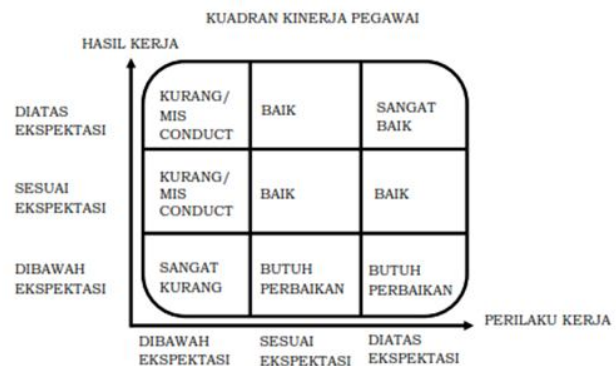 KUADRAN KINERJA PEGAWAI
HASIL KERJA
DIATAS
EKSPEKTASI
KURANG/
MIS
CONDUCT
BAIK
SANGAT
BAIK
SESUAI
EKSPEKTASI
KURANG/
MIS
CONDUCT
BAIK
BAIK
DIBAWAH
EKSPEKTASI
SANGAT
KURANG
BUTUH
PERBAIKAN
BUTUH
PERBAIKAN
PERILAKU KERJA
DIBAWAH
EKSPEKTASI
SESUAI
EKSPEKTASI
DIATAS
EKSPEKTASI